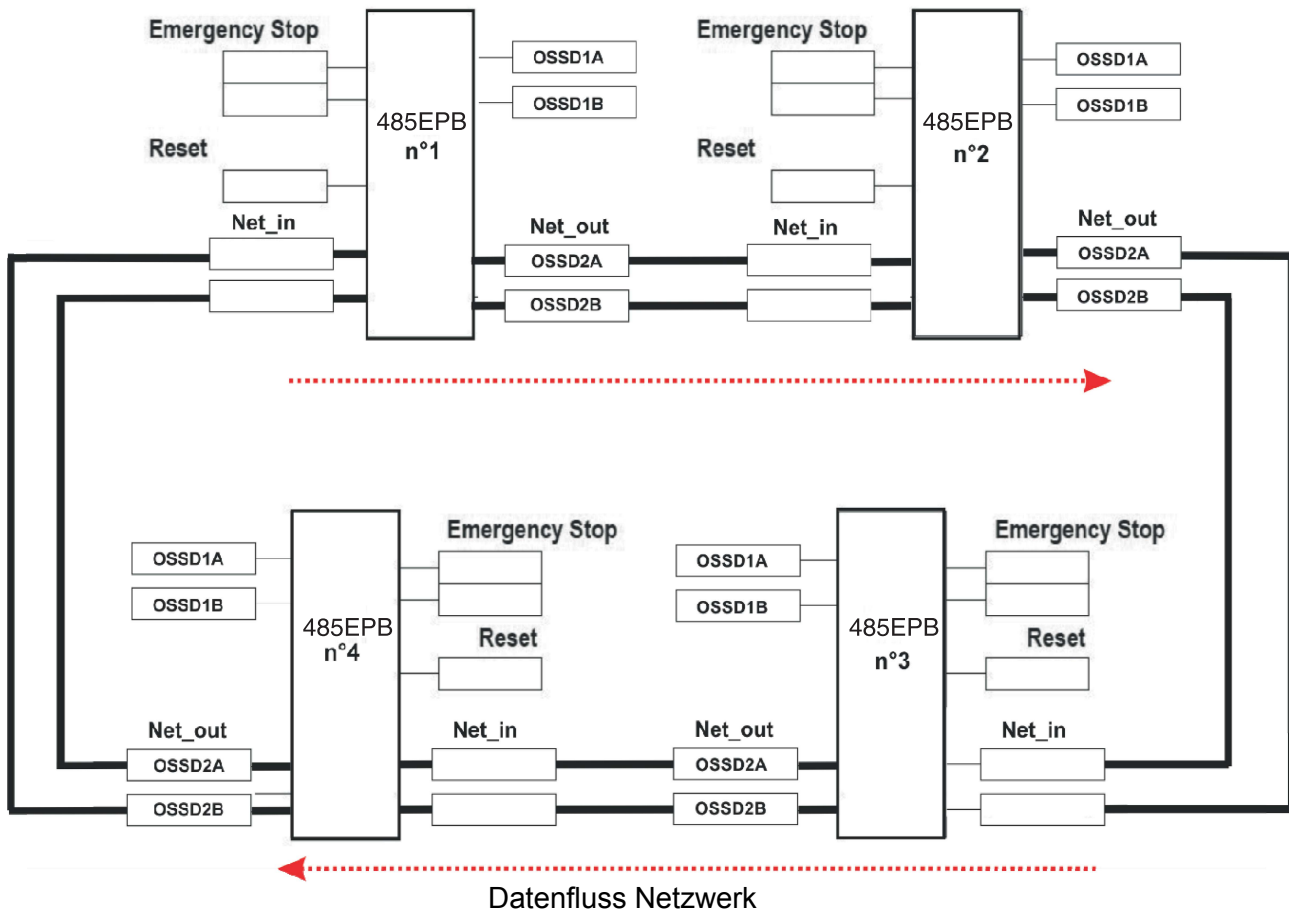 Emergency Stop
OSSD1A
OSSD1B
485EPB
n°1
Reset
Net_in
Net_out
OSSD2A
OSSD2B
Emergency Stop
OSSD1A
OSSD1B
485EPB
n°2
Reset
Net_in
Net_out
OSSD2A
OSSD2B
OSSD1A
OSSD1B
Emergency Stop
485EPB
n°4
Reset
Net_out
OSSD2A
OSSD2B
Net_in
OSSD1A
OSSD1B
Emergency Stop
485EPB
n°3
Reset
Net_out
OSSD2A
OSSD2B
Net_in
Datenfluss Netzwerk